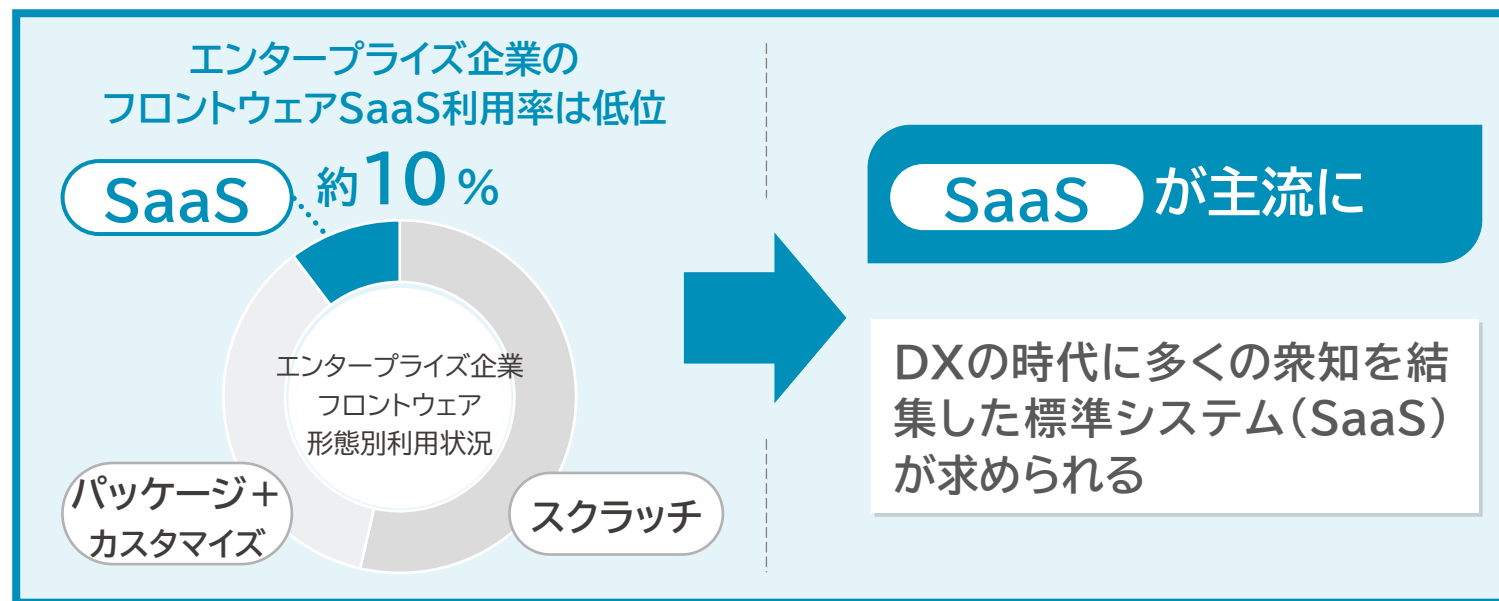 エンタープライズ企業の
フロントウェアSaaS利用率は低位
SaaS 約10%
エンタープライズ企業
フロントウェア
形態別利用状況
パッケージ+
カスタマイズ
スクラッチ
SaaS が主流に
DXの時代に多くの衆知を結
集した標準システム(SaaS)
が求められる